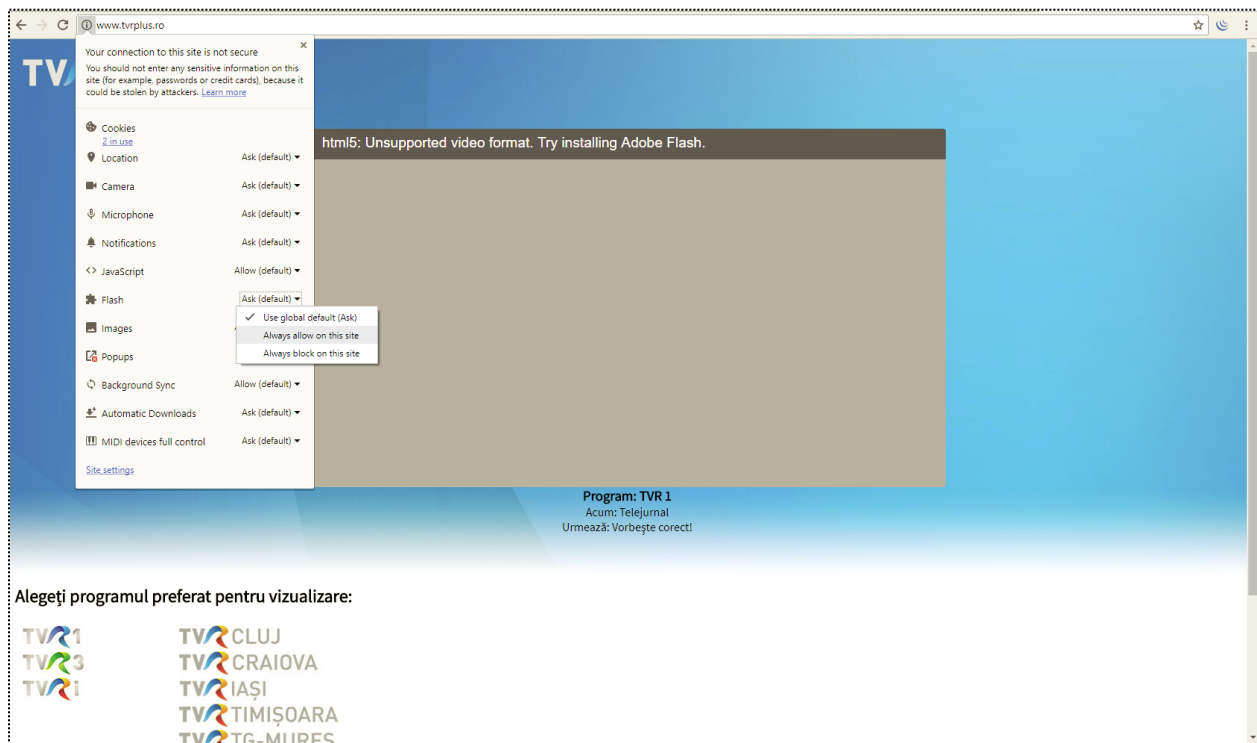 www.tvrplus.ro
Your connection to this site is not secure
You should not enter any sensitive information on this
site (for example, passwords or credit cards), because it
could be stolen by attackers. Learn more
Cookies
2 in use
Location Ask (default)
Camera Ask (default)
Microphone Ask (default)
Notifications Ask (default)
JavaScript Allow (default)
Flash Ask (default)
Use global default (Ask)
Images
Always allow on this site
Popups
Always block on this site
Background Sync Allow (default)
Automatic Downloads Ask (default)
MIDI devices full control Ask (default)
Site settings
TV
html5: Unsupported video format. Try installing Adobe Flash.
Program: TVR 1
Acum: Telejurnal
Urmează: Vorbește corect!
Alegeți programul preferat pentru vizualizare:
TVR1
TVR3
TVRi
TVR CLUJ
TVR CRAIOVA
TVR IAȘI
TVR TIMIȘOARA
TVR TG-MUREȘ